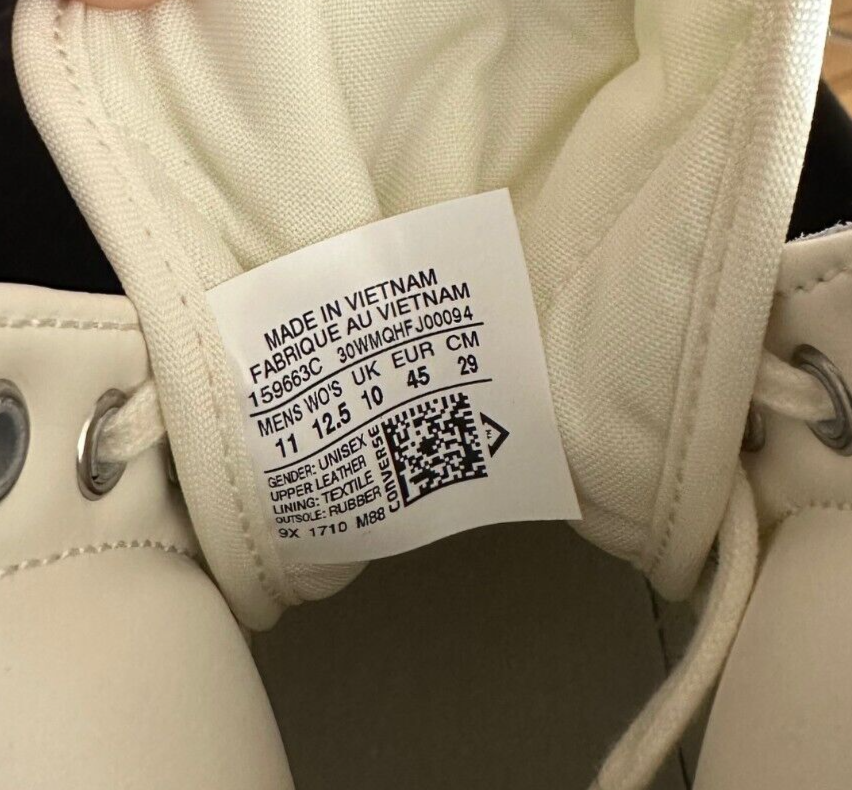 MADE IN VIETNAM
FABRIQUE AU VIETNAM
159663C 30WMQHFJ00094
MENS WO'S UK EUR CM
11 12.5 10 45 29
GENDER: UNISEX
UPPER LEATHER
LINING: TEXTILE
OUTSOLE: RUBBER
9X 1710 M88
CONVERSE